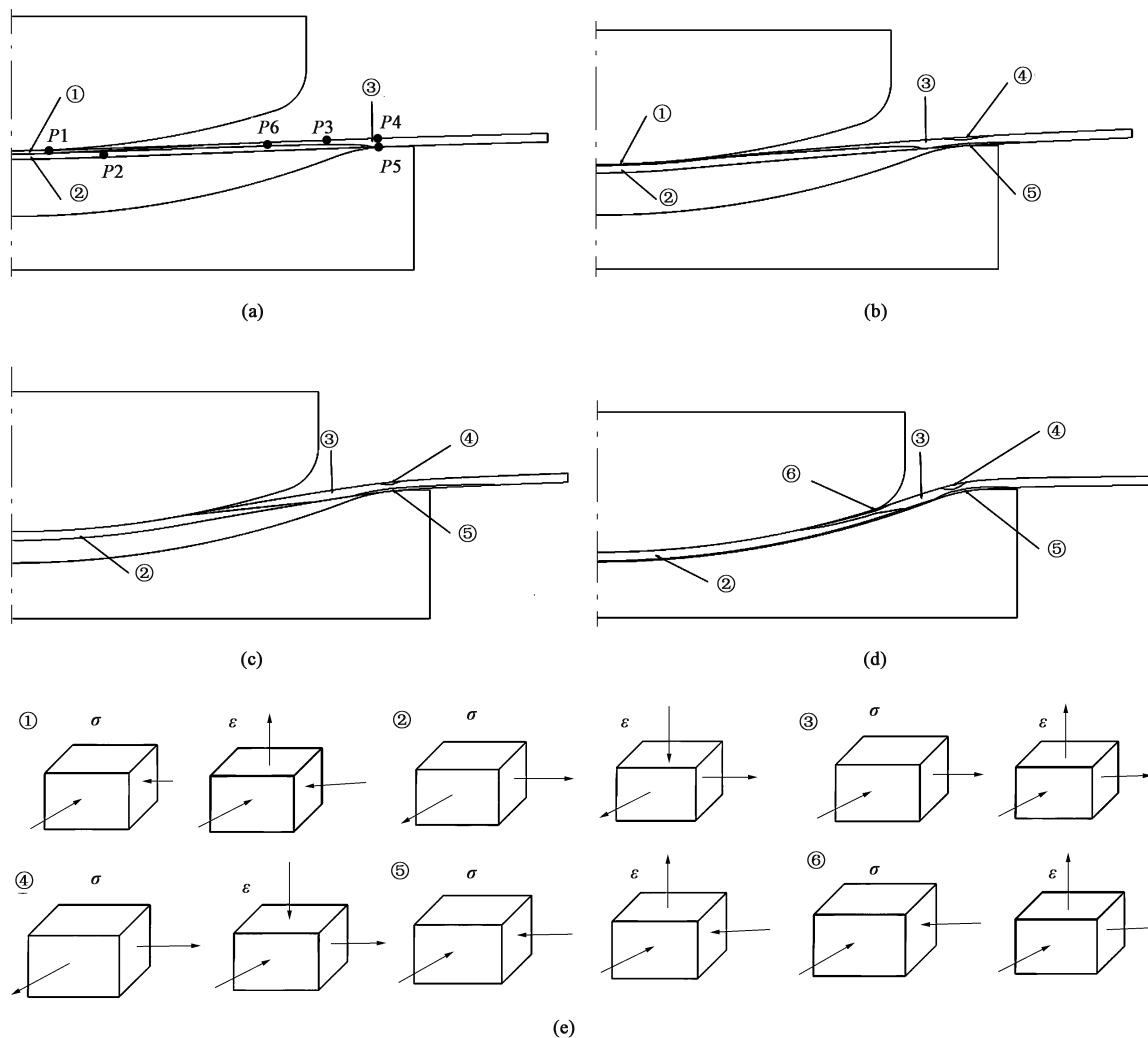 ① P1 P2 ② P6 P3 ③ P4 P5
(a)
① ② ③ ④ ⑤
(b)
② ③ ④ ⑤
(c)
② ⑥ ③ ④ ⑤
(d)
① σ ε ② σ ε ③ σ ε
④ σ ε ⑤ σ ε ⑥ σ ε
(e)